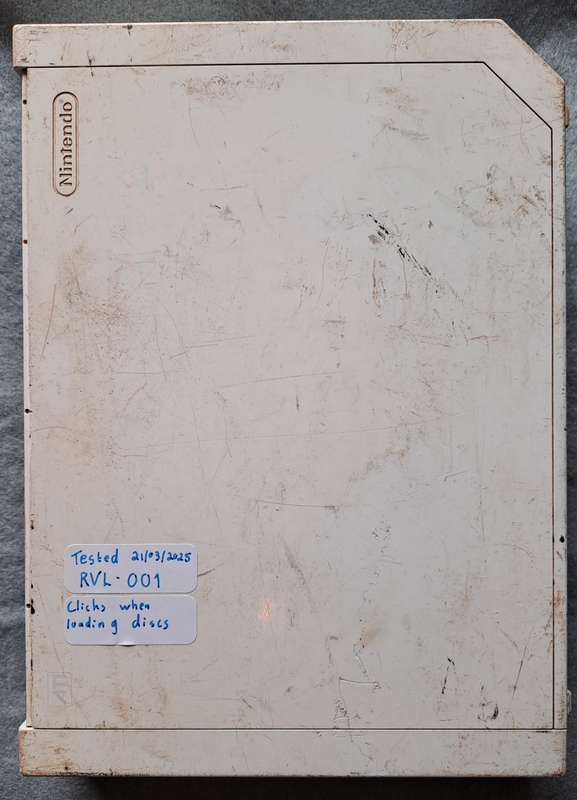 Nintendo
Tested 21/03/2025
RVL-001
Clicks when
loading discs